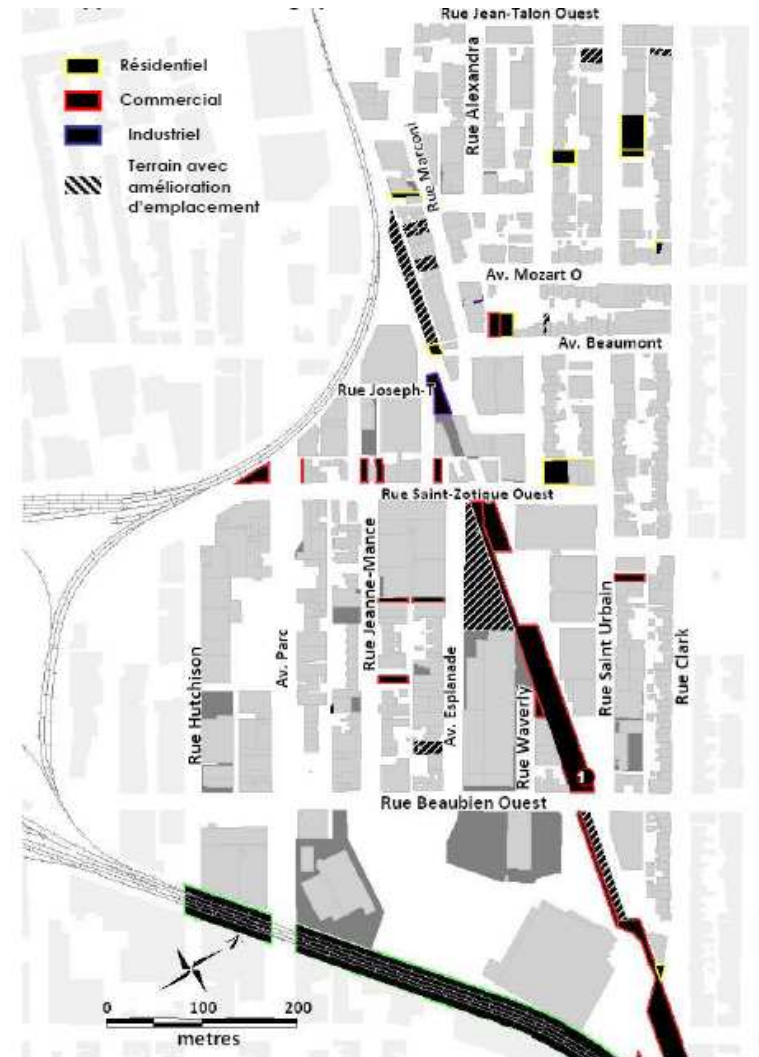 Rue Jean-Talon Ouest
Résidentiel
Commercial
Industriel
Terrain avec
amélioration
d'emplacement
Rue Alexandra
Rue Marconi
Av. Mozart O
Av. Beaumont
Rue Joseph-T
Rue Saint-Zotique Ouest
Rue Jeanne-Mance
Rue Saint Urbain
Rue Clark
Av. Parc
Rue Hutchison
Av. Esplanade
Rue Waverly
1
Rue Beaubien Ouest
0 100 200
metres